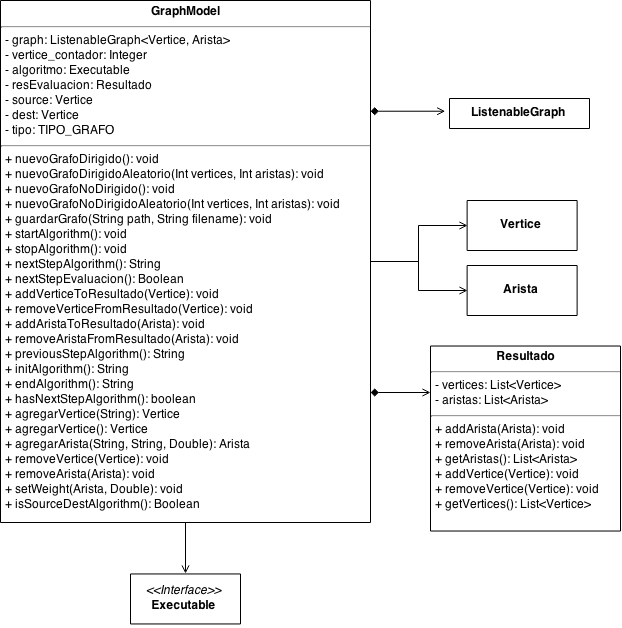 GraphModel
- graph: ListenableGraph<Vertice, Arista>
- vertice_contador: Integer
- algoritmo: Executable
- resEvaluacion: Resultado
- source: Vertice
- dest: Vertice
- tipo: TIPO_GRAFO
+ nuevoGrafoDirigido(): void
+ nuevoGrafoDirigidoAleatorio(Int vertices, Int aristas): void
+ nuevoGrafoNoDirigido(): void
+ nuevoGrafoNoDirigidoAleatorio(Int vertices, Int aristas): void
+ guardarGrafo(String path, String filename): void
+ startAlgorithm(): void
+ stopAlgorithm(): void
+ nextStepAlgorithm(): String
+ nextStepEvaluacion(): Boolean
+ addVerticeToResultado(Vertice): void
+ removeVerticeFromResultado(Vertice): void
+ addAristaToResultado(Arista): void
+ removeAristaFromResultado(Arista): void
+ previousStepAlgorithm(): String
+ initAlgorithm(): String
+ endAlgorithm(): String
+ hasNextStepAlgorithm(): boolean
+ agregarVertice(String): Vertice
+ agregarVertice(): Vertice
+ agregarArista(String, String, Double): Arista
+ removeVertice(Vertice): void
+ removeArista(Arista): void
+ setWeight(Arista, Double): void
+ isSourceDestAlgorithm(): Boolean
ListenableGraph
Vertice
Arista
Resultado
- vertices: List<Vertice>
- aristas: List<Arista>
+ addArista(Arista): void
+ removeArista(Arista): void
+ getAristas(): List<Arista>
+ addVertice(Vertice): void
+ removeVertice(Vertice): void
+ getVertices(): List<Vertice>
<<Interface>>
Executable